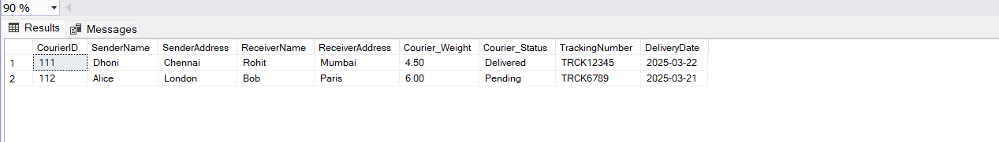 90 %
Results Messages
CourierID SenderName SenderAddress ReceiverName ReceiverAddress Courier_Weight Courier_Status TrackingNumber DeliveryDate
1 111 Dhoni Chennai Rohit Mumbai 4.50 Delivered TRCK12345 2025-03-22
2 112 Alice London Bob Paris 6.00 Pending TRCK6789 2025-03-21